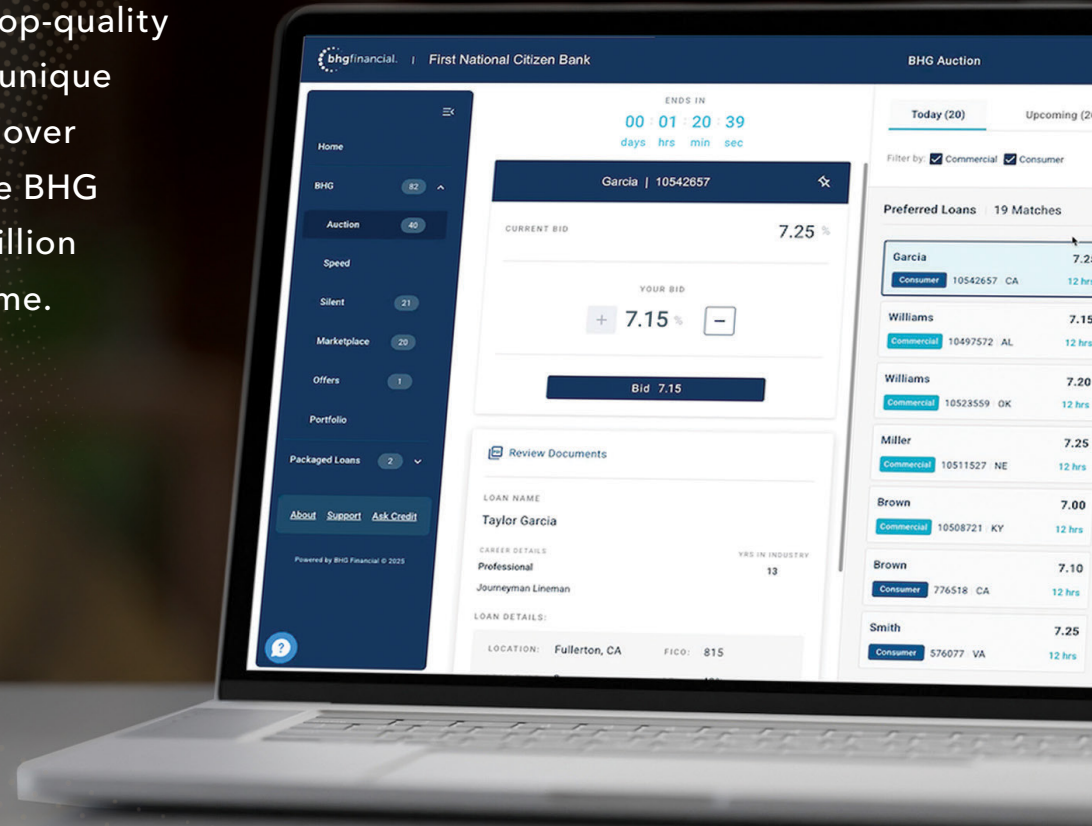 op-quality
unique
over
e BHG
illion
me.
bhgfinancial. | First National Citizen Bank
BHG Auction
Home
BHG 82
Auction 40
Speed
Silent 21
Marketplace 20
Offers 1
Portfolio
Packaged Loans 2
About Support Ask Credit
Powered by BHG Financial © 2025
ENDS IN
00 : 01 : 20 : 39
days hrs min sec
Garcia | 10542657
CURRENT BID 7.25 %
YOUR BID
+ 7.15 % −
Bid 7.15
Review Documents
LOAN NAME
Taylor Garcia
CAREER DETAILS YRS IN INDUSTRY
Professional 13
Journeyman Lineman
LOAN DETAILS:
LOCATION: Fullerton, CA FICO: 815
Today (20) Upcoming (2
Filter by: Commercial Consumer
Preferred Loans | 19 Matches
Garcia 7.2
Consumer 10542657 CA 12 hrs
Williams 7.15
Commercial 10497572 AL 12 hrs
Williams 7.20
Commercial 10523559 OK 12 hrs
Miller 7.25
Commercial 10511527 NE 12 hrs
Brown 7.00
Commercial 10508721 KY 12 hrs
Brown 7.10
Consumer 776518 CA 12 hrs
Smith 7.25
Consumer 576077 VA 12 hrs